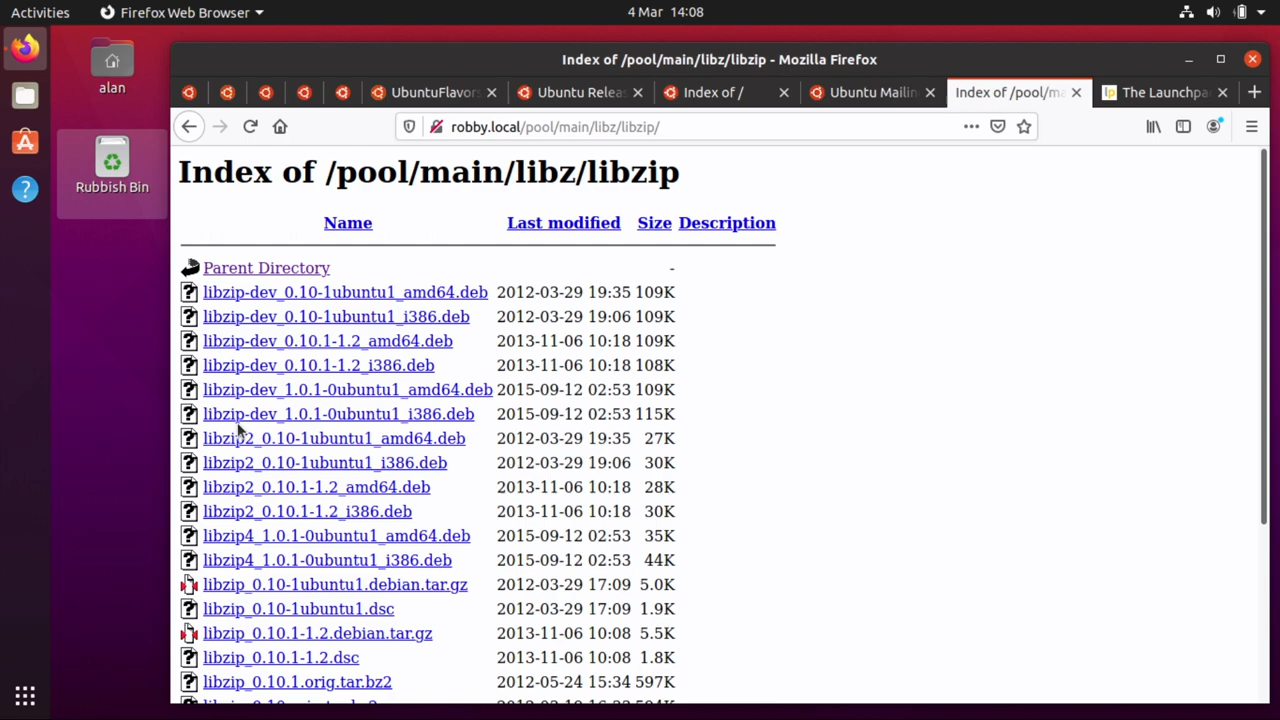 Activities Firefox Web Browser 4 Mar 14:08
Index of /pool/main/libz/libzip - Mozilla Firefox
UbuntuFlavors Ubuntu Relea Index of / Ubuntu Mailin Index of /pool/ma The Launchpa
robby.local/pool/main/libz/libzip/
alan
Rubbish Bin
Index of /pool/main/libz/libzip
Name Last modified Size Description
Parent Directory -
libzip-dev_0.10-1ubuntu1_amd64.deb 2012-03-29 19:35 109K
libzip-dev_0.10-1ubuntu1_i386.deb 2012-03-29 19:06 109K
libzip-dev_0.10.1-1.2_amd64.deb 2013-11-06 10:18 109K
libzip-dev_0.10.1-1.2_i386.deb 2013-11-06 10:18 108K
libzip-dev_1.0.1-0ubuntu1_amd64.deb 2015-09-12 02:53 109K
libzip-dev_1.0.1-0ubuntu1_i386.deb 2015-09-12 02:53 115K
libzip2_0.10-1ubuntu1_amd64.deb 2012-03-29 19:35 27K
libzip2_0.10-1ubuntu1_i386.deb 2012-03-29 19:06 30K
libzip2_0.10.1-1.2_amd64.deb 2013-11-06 10:18 28K
libzip2_0.10.1-1.2_i386.deb 2013-11-06 10:18 30K
libzip4_1.0.1-0ubuntu1_amd64.deb 2015-09-12 02:53 35K
libzip4_1.0.1-0ubuntu1_i386.deb 2015-09-12 02:53 44K
libzip_0.10-1ubuntu1.debian.tar.gz 2012-03-29 17:09 5.0K
libzip_0.10-1ubuntu1.dsc 2012-03-29 17:09 1.9K
libzip_0.10.1-1.2.debian.tar.gz 2013-11-06 10:08 5.5K
libzip_0.10.1-1.2.dsc 2013-11-06 10:08 1.8K
libzip_0.10.1.orig.tar.bz2 2012-05-24 15:34 597K